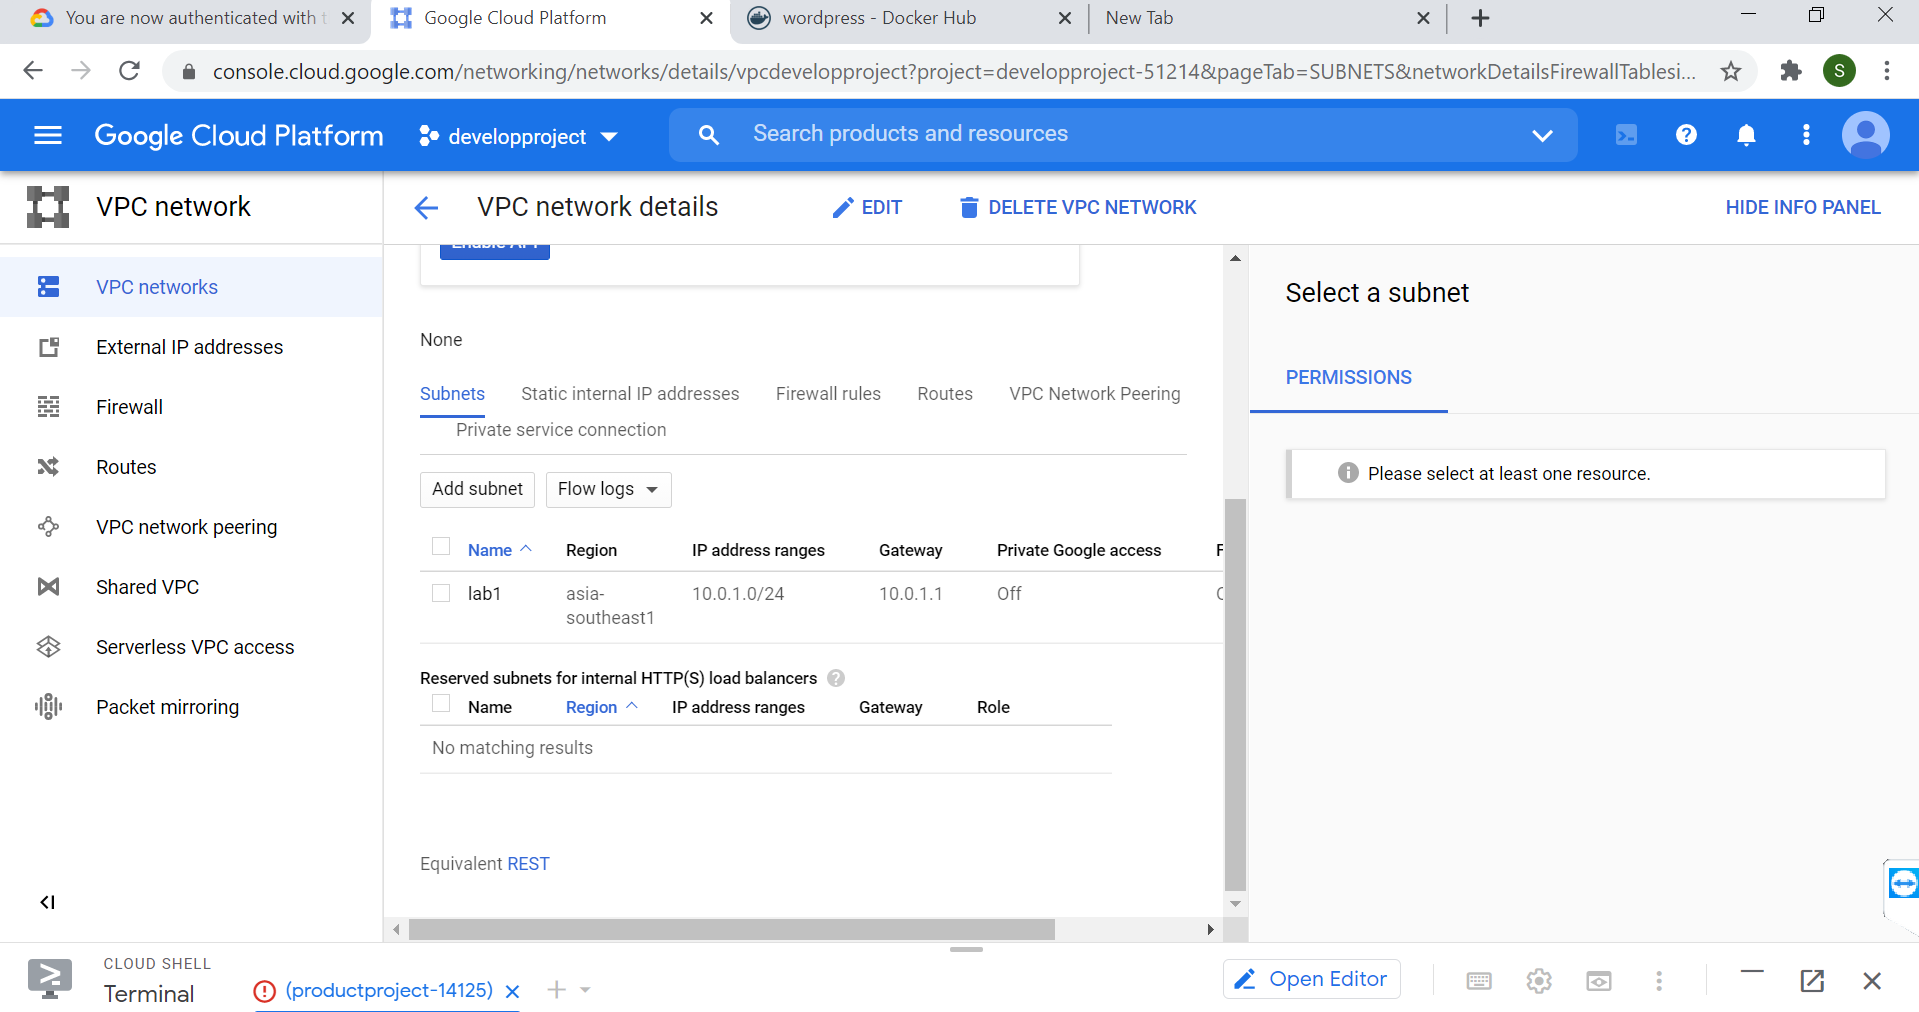 You are now authenticated with t
Google Cloud Platform
wordpress - Docker Hub
New Tab
console.cloud.google.com/networking/networks/details/vpcdevelopproject?project=developproject-51214&pageTab=SUBNETS&networkDetailsFirewallTablesi...
S
Google Cloud Platform
developproject
Search products and resources
VPC network
VPC network details
EDIT
DELETE VPC NETWORK
HIDE INFO PANEL
VPC networks
External IP addresses
Firewall
Routes
VPC network peering
Shared VPC
Serverless VPC access
Packet mirroring
Enable API
None
Subnets
Static internal IP addresses
Firewall rules
Routes
VPC Network Peering
Private service connection
Add subnet
Flow logs
Name
Region
IP address ranges
Gateway
Private Google access
F
lab1
asia-
southeast1
10.0.1.0/24
10.0.1.1
Off
Reserved subnets for internal HTTP(S) load balancers
Name
Region
IP address ranges
Gateway
Role
No matching results
Equivalent REST
Select a subnet
PERMISSIONS
Please select at least one resource.
CLOUD SHELL
Terminal
(productproject-14125)
Open Editor